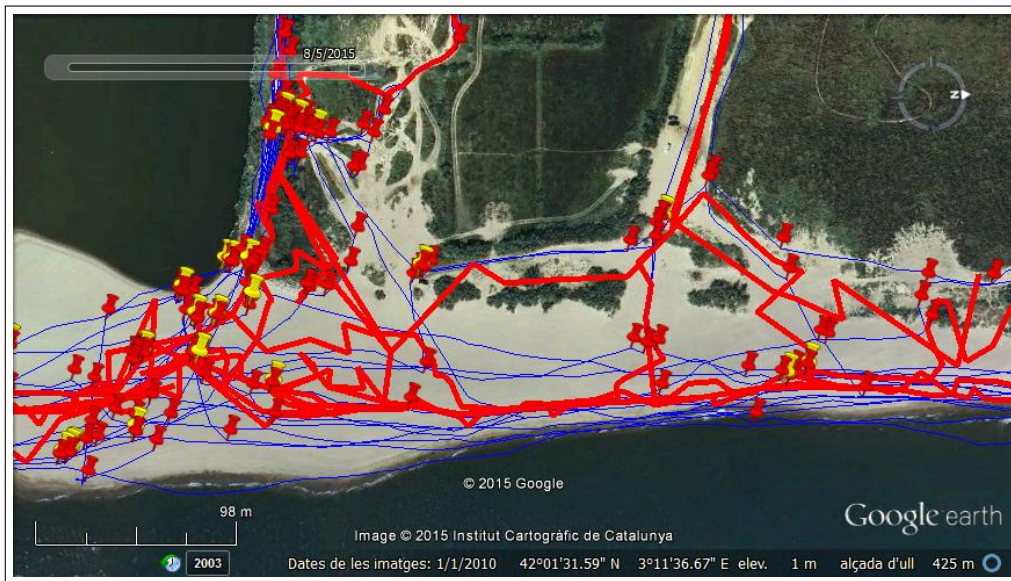 8/5/2015
N
© 2015 Google
98 m
Google earth
Image © 2015 Institut Cartogràfic de Catalunya
2003
Dates de les imatges: 1/1/2010 42°01'31.59" N 3°11'36.67" E elev. 1 m alçada d'ull 425 m